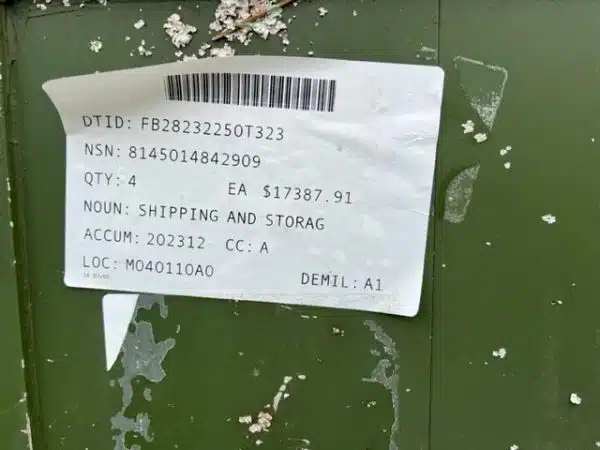 DTID: FB28232250T323
NSN: 8145014842909
QTY: 4 EA $17387.91
NOUN: SHIPPING AND STORAG
ACCUM: 202312 CC: A
LOC: MO40110A0
DEMIL: A1